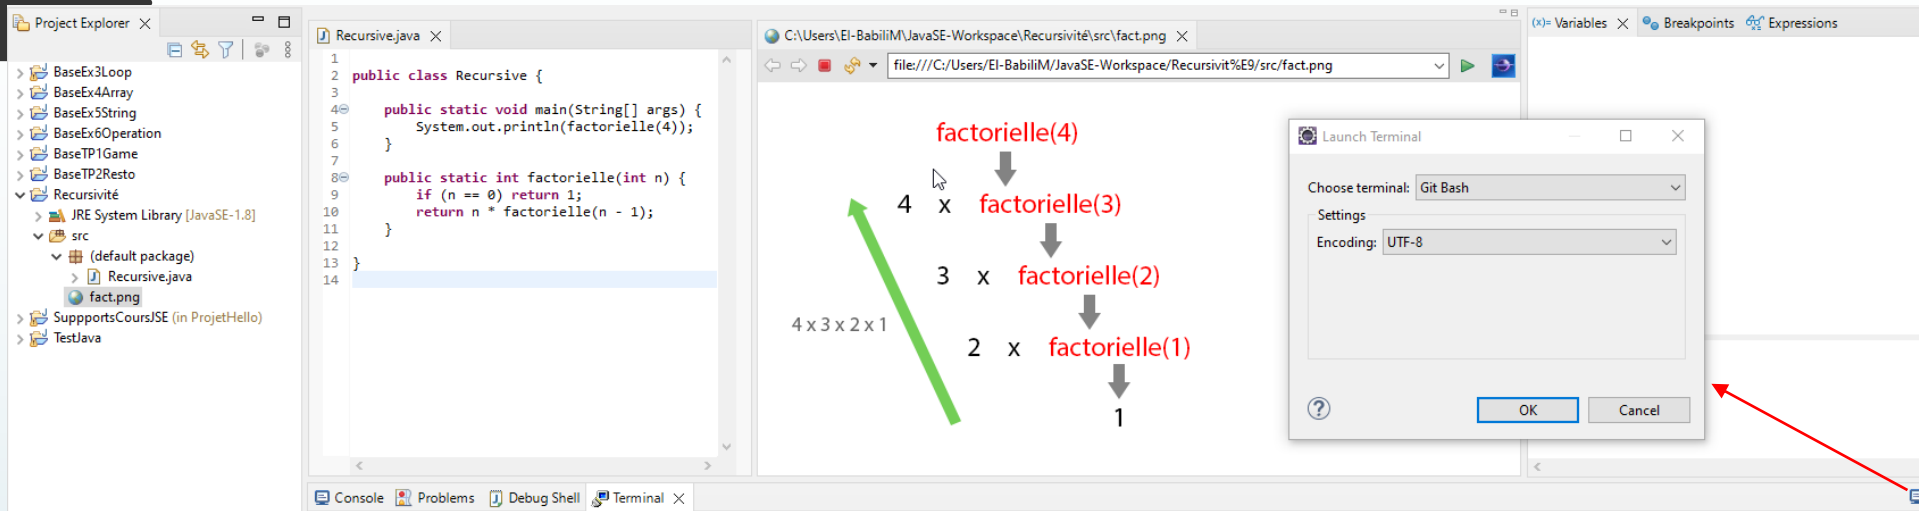 Project Explorer
BaseEx3Loop
BaseEx4Array
BaseEx5String
BaseEx6Operation
BaseTP1Game
BaseTP2Resto
Recursivité
JRE System Library [JavaSE-1.8]
src
(default package)
Recursive.java
fact.png
SuppportsCoursJSE (in ProjetHello)
TestJava
Recursive.java
1
2 public class Recursive {
3
4 public static void main(String[] args) {
5 System.out.println(factorielle(4));
6 }
7
8 public static int factorielle(int n) {
9 if (n == 0) return 1;
10 return n * factorielle(n - 1);
11 }
12
13 }
14
C:\Users\El-BabiliM\JavaSE-Workspace\Recursivité\src\fact.png
file:///C:/Users/El-BabiliM/JavaSE-Workspace/Recursivit%E9/src/fact.png
factorielle(4)
4 x factorielle(3)
3 x factorielle(2)
4 x 3 x 2 x 1
2 x factorielle(1)
1
(x)= Variables Breakpoints Expressions
Launch Terminal
Choose terminal: Git Bash
Settings
Encoding: UTF-8
OK Cancel
Console Problems Debug Shell Terminal